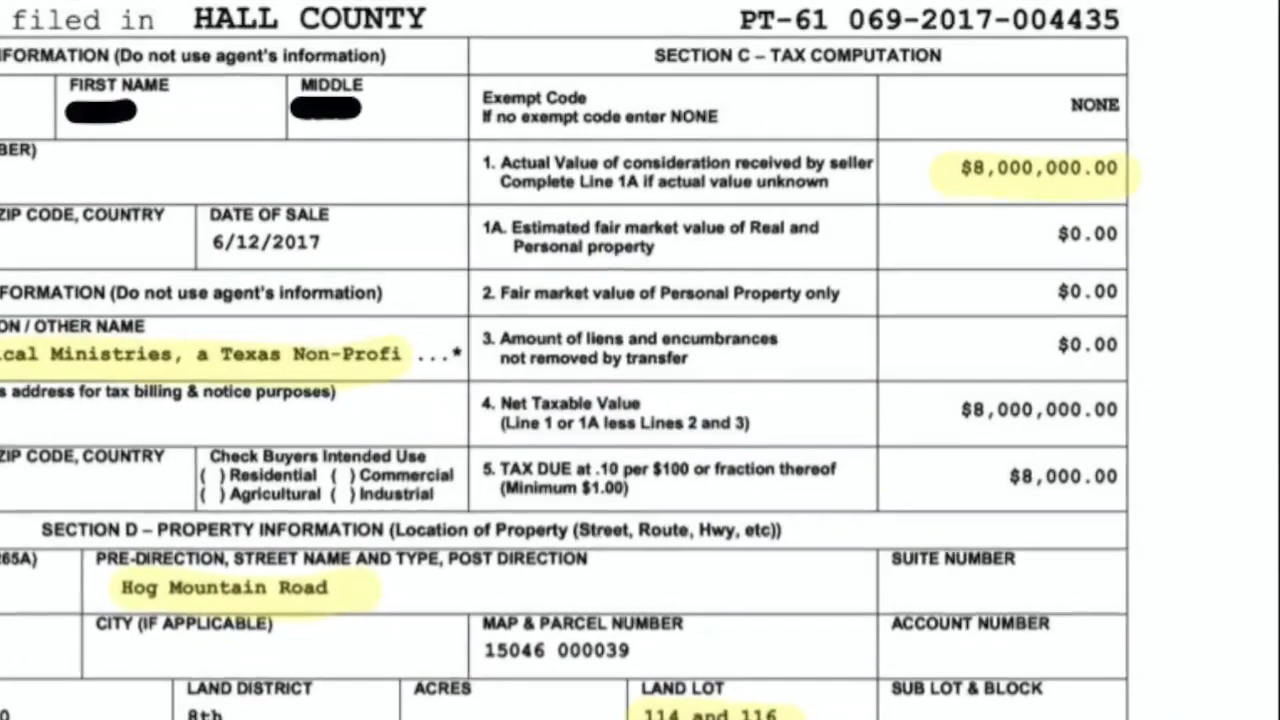 filed in HALL COUNTY PT-61 069-2017-004435
FORMATION (Do not use agent's information) SECTION C – TAX COMPUTATION
FIRST NAME MIDDLE
Exempt Code
If no exempt code enter NONE
NONE
BER)
1. Actual Value of consideration received by seller
Complete Line 1A if actual value unknown
$8,000,000.00
ZIP CODE, COUNTRY DATE OF SALE
6/12/2017
1A. Estimated fair market value of Real and
Personal property
$0.00
FORMATION (Do not use agent's information)
2. Fair market value of Personal Property only $0.00
ON / OTHER NAME
ical Ministries, a Texas Non-Profi ...*
3. Amount of liens and encumbrances
not removed by transfer
$0.00
s address for tax billing & notice purposes)
4. Net Taxable Value
(Line 1 or 1A less Lines 2 and 3)
$8,000,000.00
ZIP CODE, COUNTRY Check Buyers Intended Use
( ) Residential ( ) Commercial
( ) Agricultural ( ) Industrial
5. TAX DUE at .10 per $100 or fraction thereof
(Minimum $1.00)
$8,000.00
SECTION D – PROPERTY INFORMATION (Location of Property (Street, Route, Hwy, etc))
265A) PRE-DIRECTION, STREET NAME AND TYPE, POST DIRECTION SUITE NUMBER
Hog Mountain Road
CITY (IF APPLICABLE) MAP & PARCEL NUMBER ACCOUNT NUMBER
15046 000039
LAND DISTRICT ACRES LAND LOT SUB LOT & BLOCK
0 8th 114 and 116